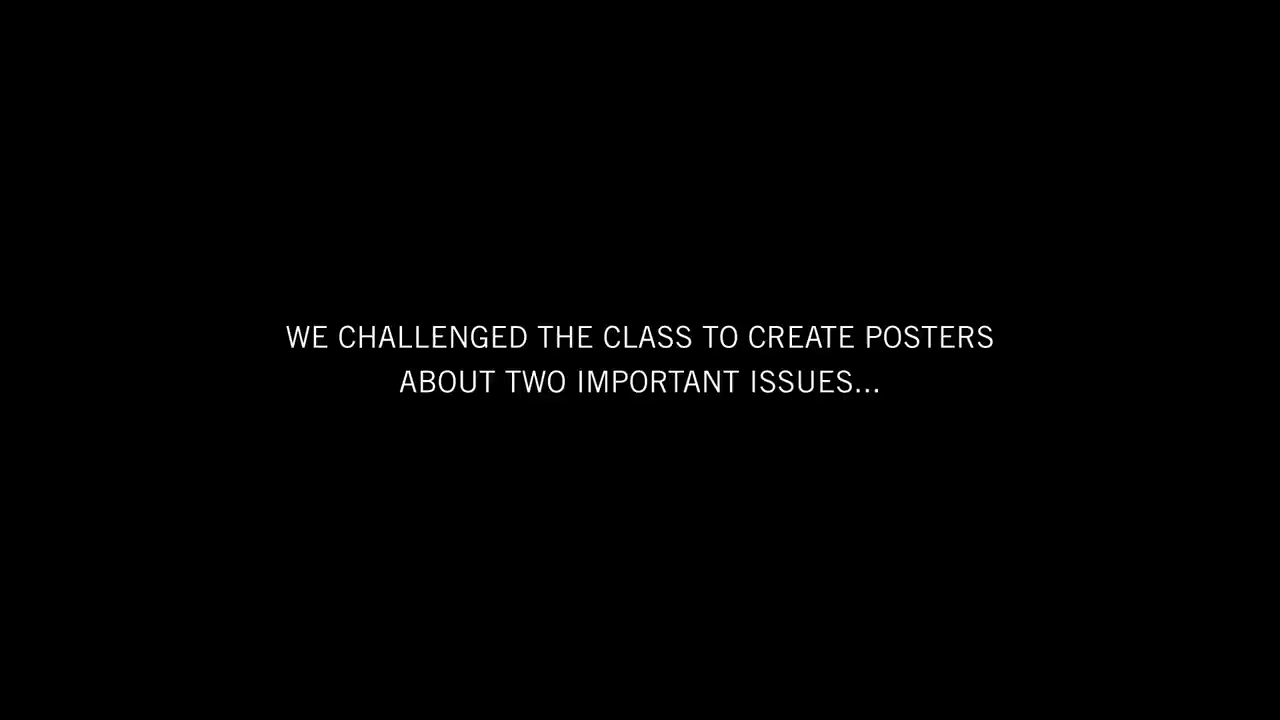 WE CHALLENGED THE CLASS TO CREATE POSTERS
ABOUT TWO IMPORTANT ISSUES...